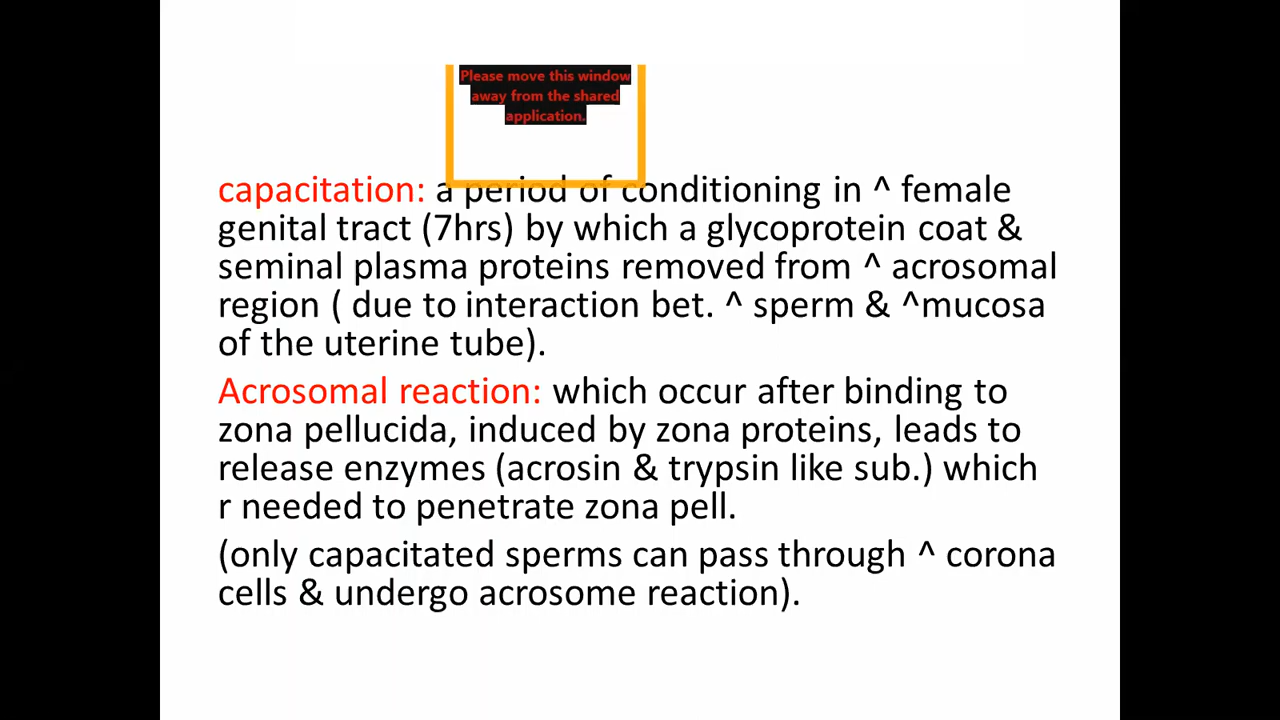 Please move this window
away from the shared
application.
capacitation: a period of conditioning in ^ female
genital tract (7hrs) by which a glycoprotein coat &
seminal plasma proteins removed from ^ acrosomal
region ( due to interaction bet. ^ sperm & ^mucosa
of the uterine tube).
Acrosomal reaction: which occur after binding to
zona pellucida, induced by zona proteins, leads to
release enzymes (acrosin & trypsin like sub.) which
r needed to penetrate zona pell.
(only capacitated sperms can pass through ^ corona
cells & undergo acrosome reaction).